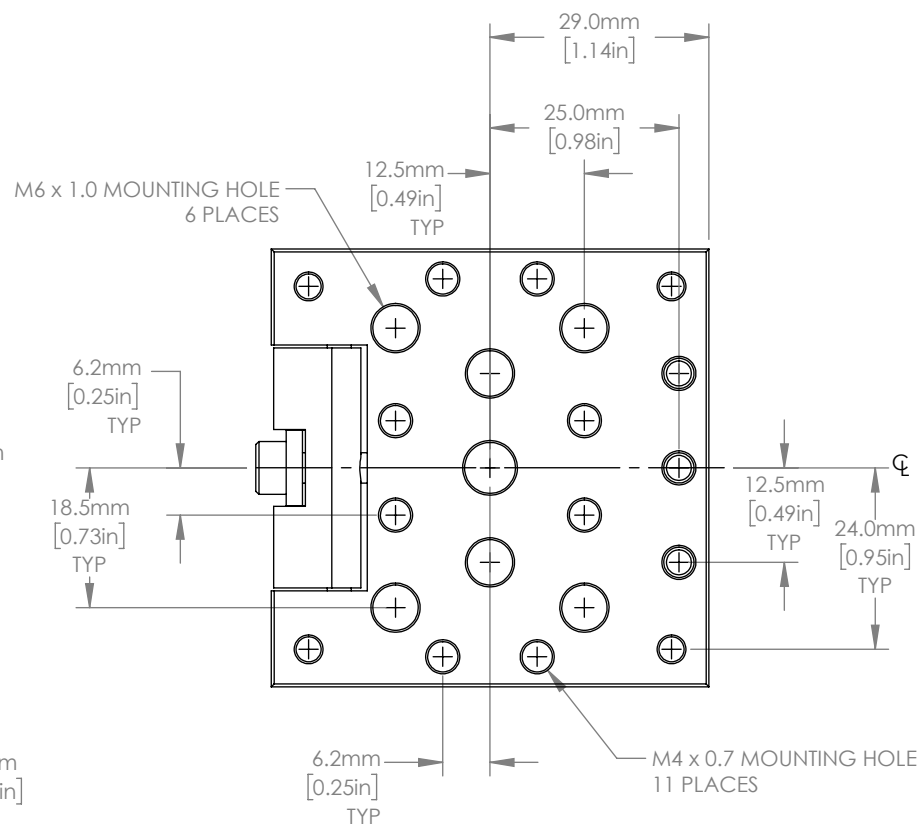 29.0mm
[1.14in]
25.0mm
[0.98in]
12.5mm
[0.49in]
TYP
M6 x 1.0 MOUNTING HOLE
6 PLACES
6.2mm
[0.25in]
TYP
18.5mm
[0.73in]
TYP
12.5mm
[0.49in]
TYP
24.0mm
[0.95in]
TYP
6.2mm
[0.25in]
TYP
M4 x 0.7 MOUNTING HOLE
11 PLACES
m
in]